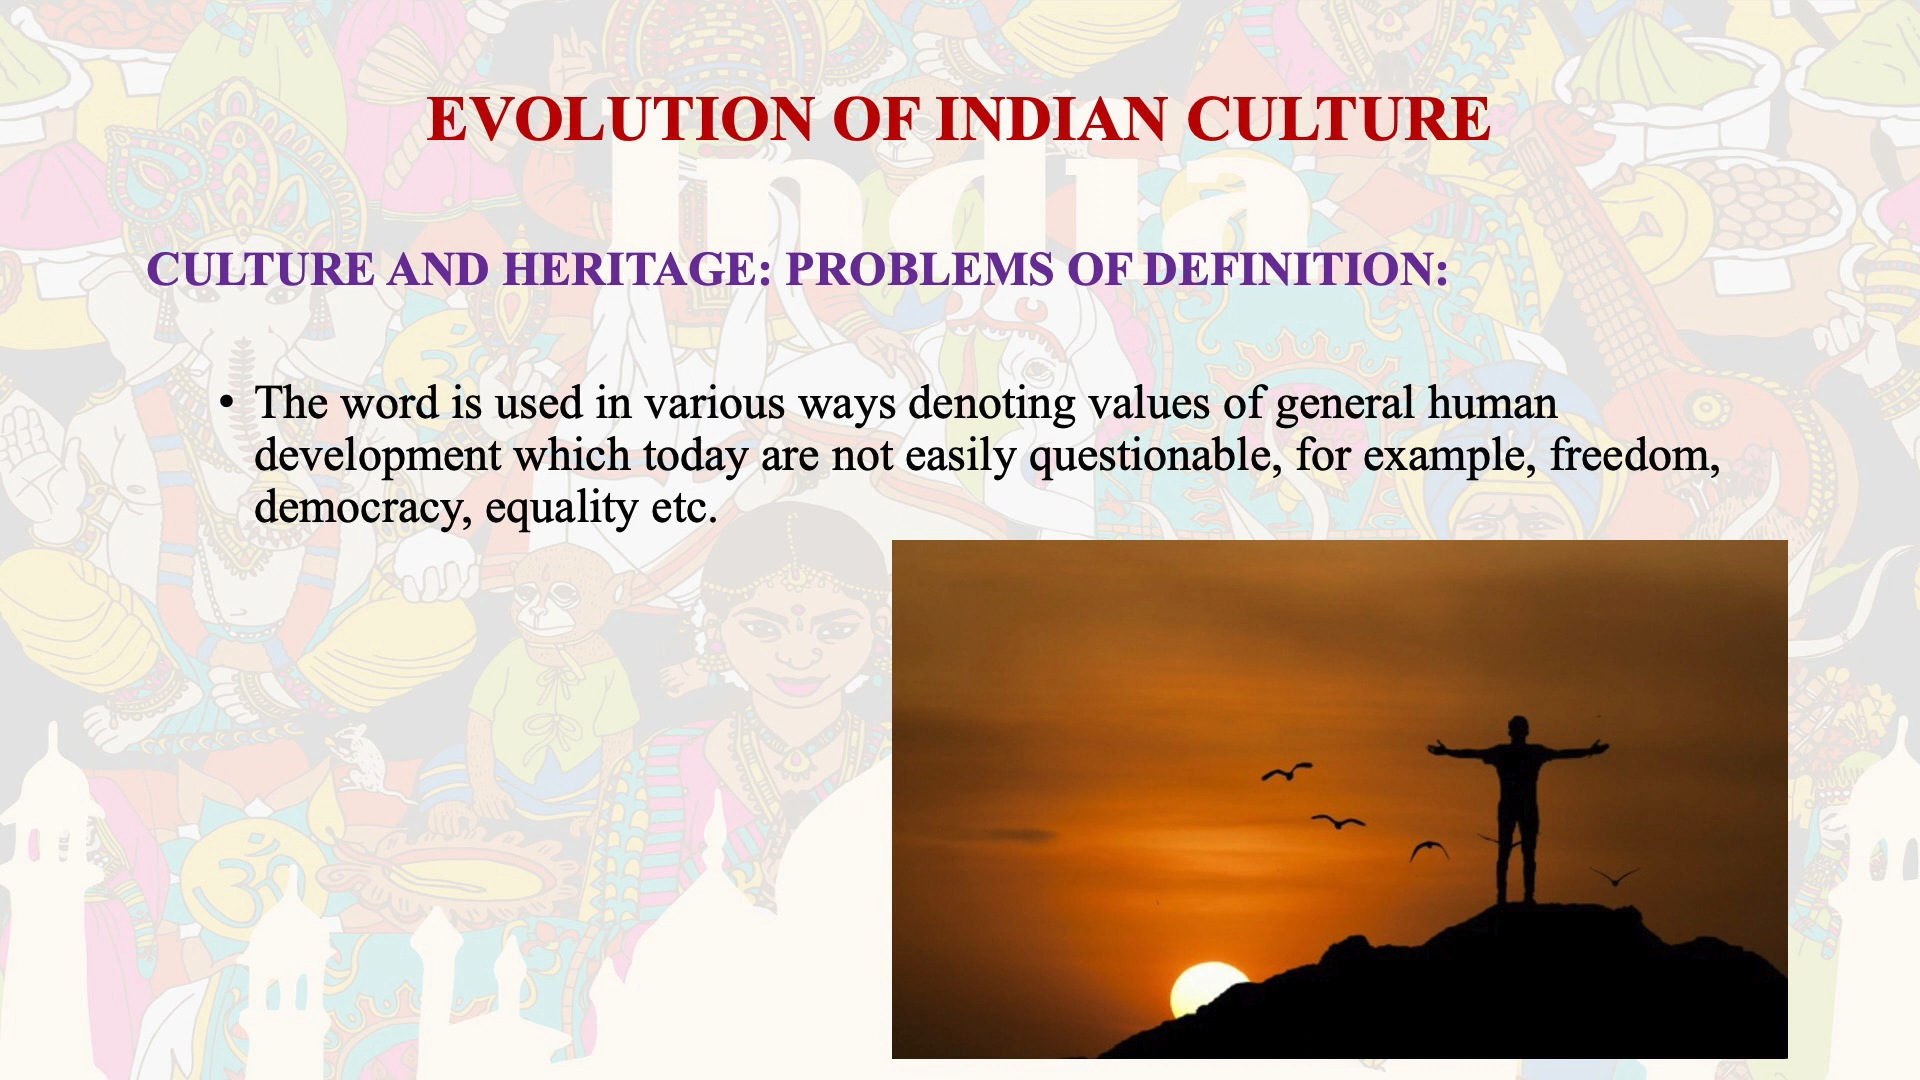 EVOLUTION OF INDIAN CULTURE
India
CULTURE AND HERITAGE: PROBLEMS OF DEFINITION:
• The word is used in various ways denoting values of general human
development which today are not easily questionable, for example, freedom,
democracy, equality etc.
ॐ